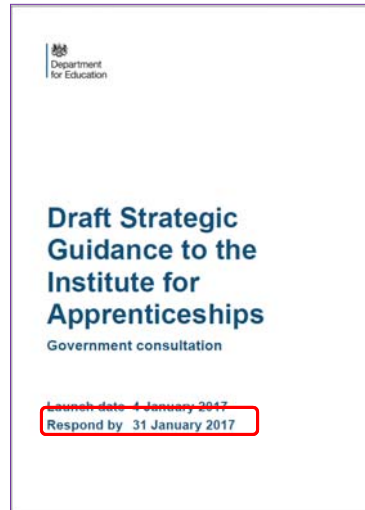 Department
for Education
Draft Strategic
Guidance to the
Institute for
Apprenticeships
Government consultation
Launch date 4 January 2017
Respond by 31 January 2017